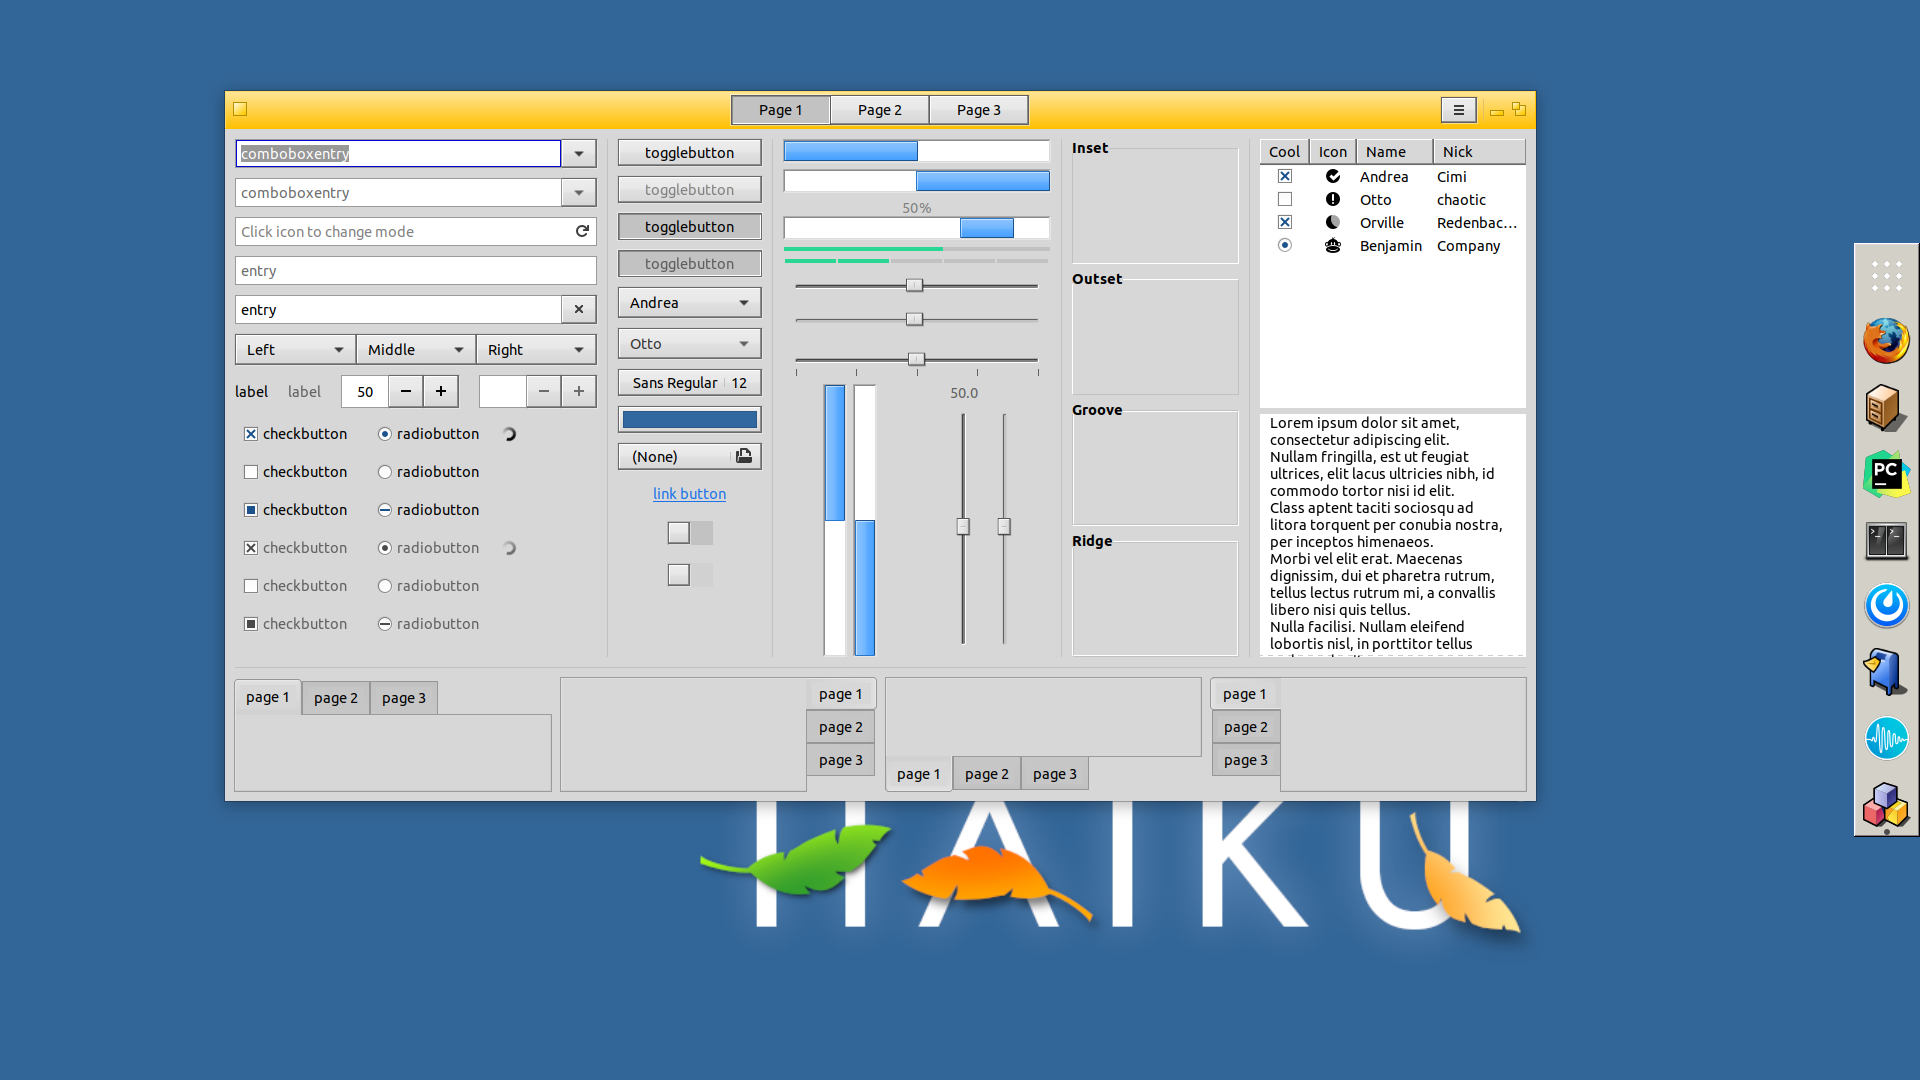 Page 1 Page 2 Page 3
comboboxentry
comboboxentry
Click icon to change mode
entry
entry
Left Middle Right
label label 50
checkbutton radiobutton
checkbutton radiobutton
checkbutton radiobutton
checkbutton radiobutton
checkbutton radiobutton
checkbutton radiobutton
togglebutton
togglebutton
togglebutton
togglebutton
Andrea
Otto
Sans Regular 12
(None)
link button
50%
50.0
Inset
Outset
Groove
Ridge
Cool Icon Name Nick
Andrea Cimi
Otto chaotic
Orville Redenbac...
Benjamin Company
Lorem ipsum dolor sit amet,
consectetur adipiscing elit.
Nullam fringilla, est ut feugiat
ultrices, elit lacus ultricies nibh, id
commodo tortor nisi id elit.
Class aptent taciti sociosqu ad
litora torquent per conubia nostra,
per inceptos himenaeos.
Morbi vel elit erat. Maecenas
dignissim, dui et pharetra rutrum,
tellus lectus rutrum mi, a convallis
libero nisi quis tellus.
Nulla facilisi. Nullam eleifend
lobortis nisl, in porttitor tellus
page 1 page 2 page 3
page 1
page 2
page 3
page 1 page 2 page 3
page 1
page 2
page 3
HAIKU
PC